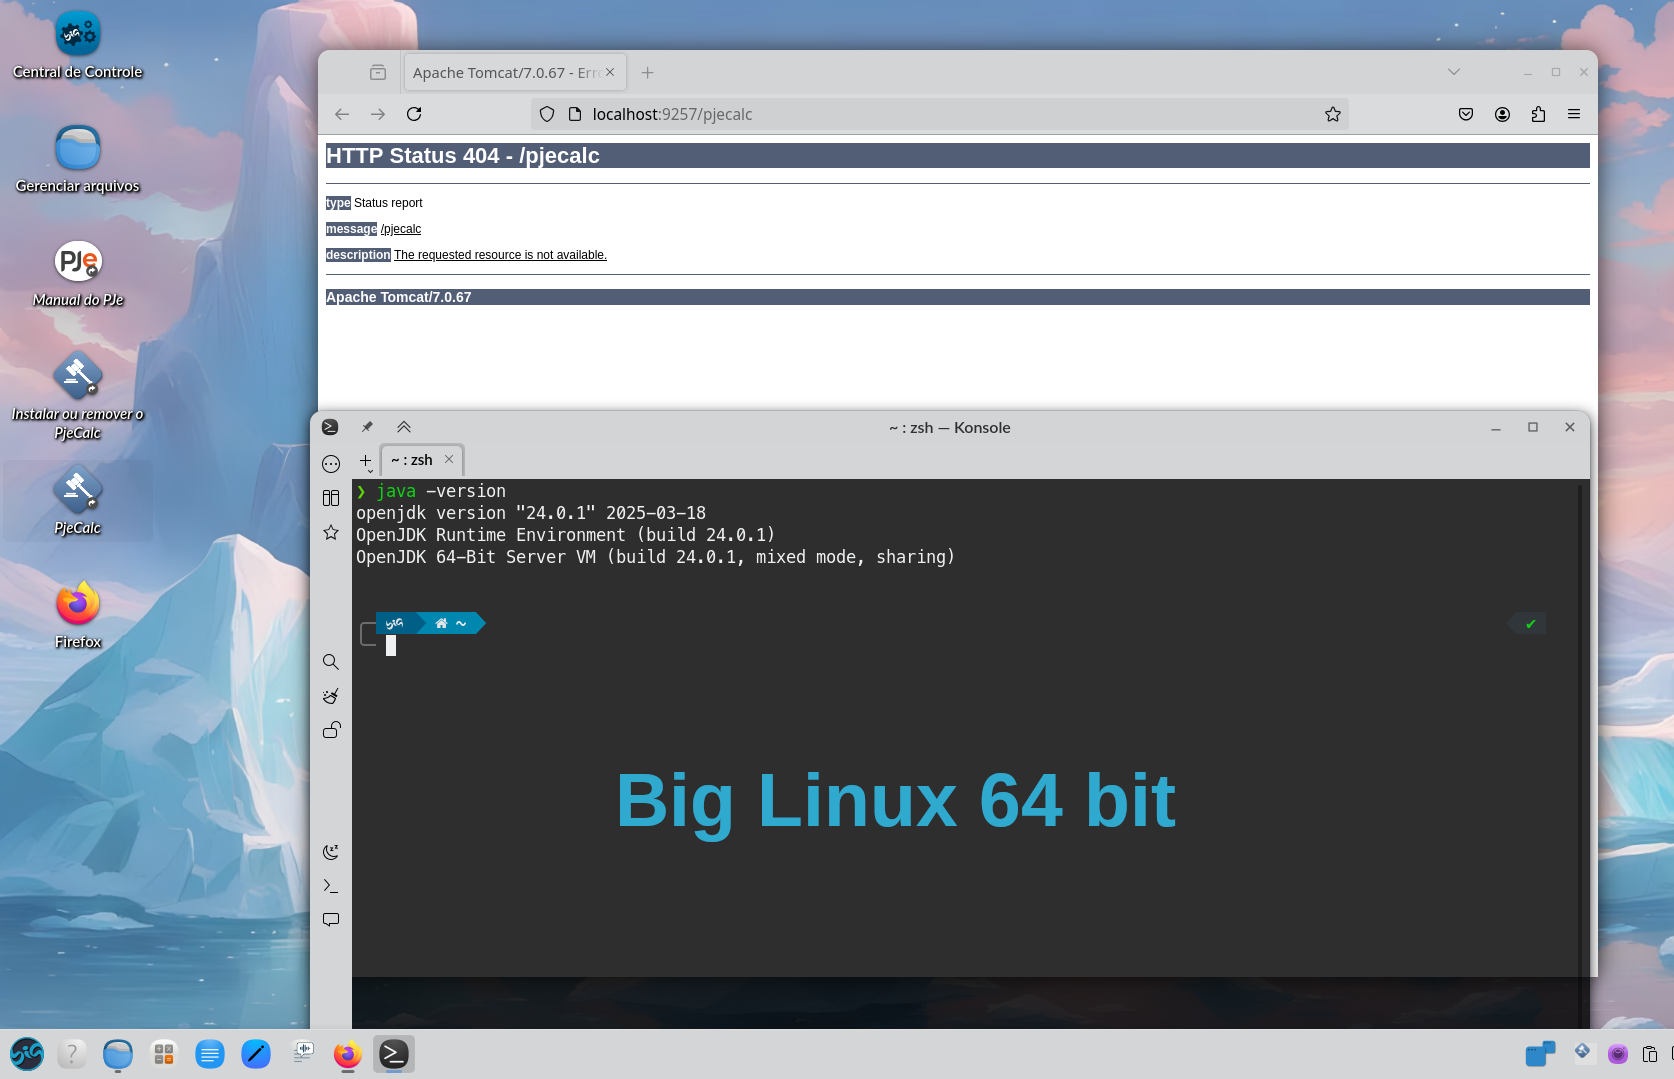 Central de Controle
Gerenciar arquivos
PJe
Manual do PJe
Instalar ou remover o
PjeCalc
PjeCalc
Firefox
Apache Tomcat/7.0.67 - Erro
localhost:9257/pjecalc
HTTP Status 404 - /pjecalc
type Status report
message /pjecalc
description The requested resource is not available.
Apache Tomcat/7.0.67
~ : zsh — Konsole
~ : zsh
❯ java -version
openjdk version "24.0.1" 2025-03-18
OpenJDK Runtime Environment (build 24.0.1)
OpenJDK 64-Bit Server VM (build 24.0.1, mixed mode, sharing)
big ~
Big Linux 64 bit